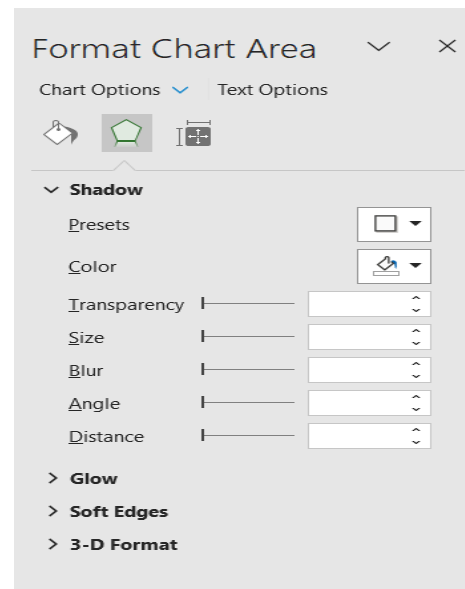 Format Chart Area
Chart Options Text Options
Shadow
Presets
Color
Transparency
Size
Blur
Angle
Distance
Glow
Soft Edges
3-D Format